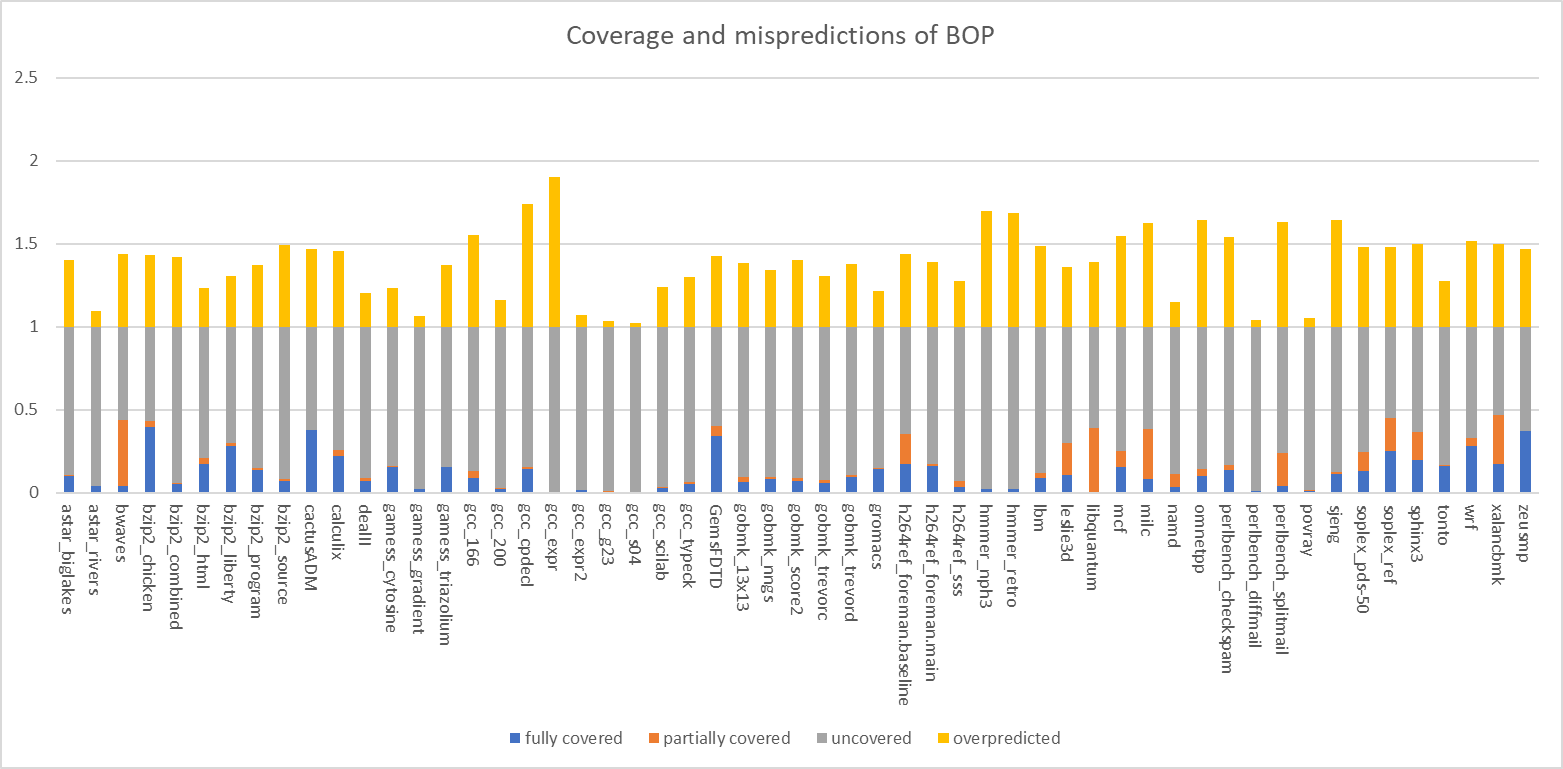 Coverage and mispredictions of BOP
2.5
2
1.5
1
0.5
0
astar_biglakes
astar_rivers
bwaves
bzip2_chicken
bzip2_combined
bzip2_html
bzip2_liberty
bzip2_program
bzip2_source
cactusADM
calculix
dealII
gamess_cytosine
gamess_gradient
gamess_triazolium
gcc_166
gcc_200
gcc_cpdecl
gcc_expr
gcc_expr2
gcc_g23
gcc_s04
gcc_scilab
gcc_typeck
GemsFDTD
gobmk_13x13
gobmk_nngs
gobmk_score2
gobmk_trevorc
gobmk_trevord
gromacs
h264ref_foreman.baseline
h264ref_foreman.main
h264ref_sss
hmmer_nph3
hmmer_retro
lbm
leslie3d
libquantum
mcf
milc
namd
omnetpp
perlbench_checkspam
perlbench_diffmail
perlbench_splitmail
povray
sjeng
soplex_pds-50
soplex_ref
sphinx3
tonto
wrf
xalancbmk
zeusmp
fully covered partially covered uncovered overpredicted